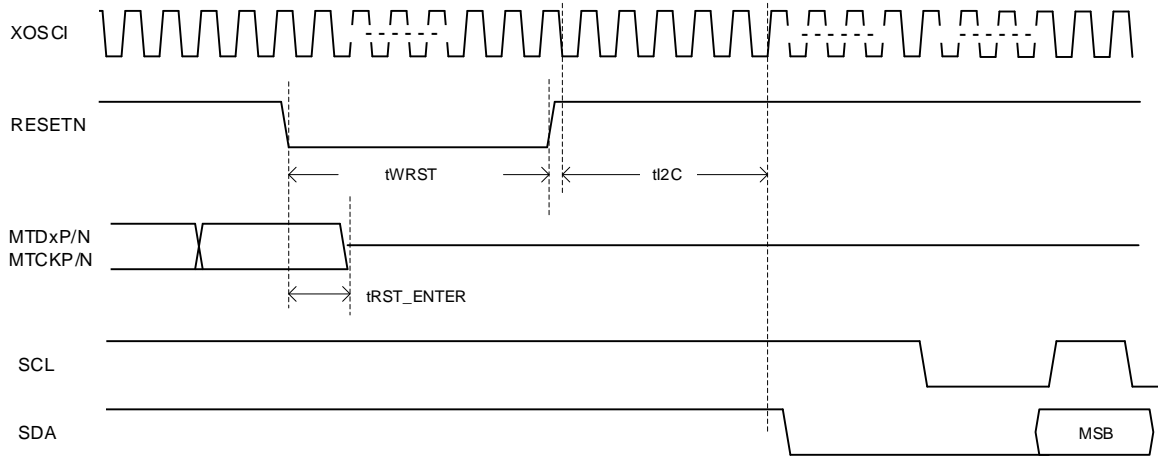 XOSCI
RESETN
tWRST
tI2C
MTDxP/N
MTCKP/N
tRST_ENTER
SCL
SDA
MSB